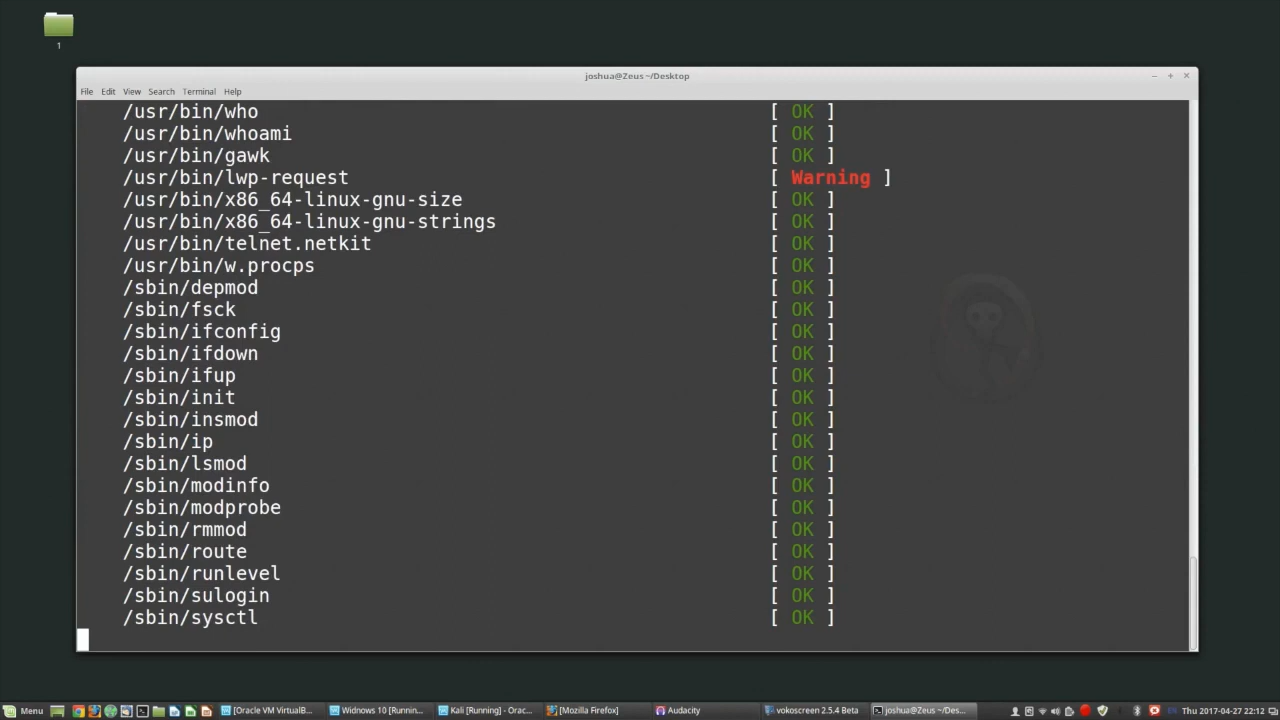 1
joshua@Zeus ~/Desktop
File Edit View Search Terminal Help
/usr/bin/who [ OK ]
/usr/bin/whoami [ OK ]
/usr/bin/gawk [ OK ]
/usr/bin/lwp-request [ Warning ]
/usr/bin/x86_64-linux-gnu-size [ OK ]
/usr/bin/x86_64-linux-gnu-strings [ OK ]
/usr/bin/telnet.netkit [ OK ]
/usr/bin/w.procps [ OK ]
/sbin/depmod [ OK ]
/sbin/fsck [ OK ]
/sbin/ifconfig [ OK ]
/sbin/ifdown [ OK ]
/sbin/ifup [ OK ]
/sbin/init [ OK ]
/sbin/insmod [ OK ]
/sbin/ip [ OK ]
/sbin/lsmod [ OK ]
/sbin/modinfo [ OK ]
/sbin/modprobe [ OK ]
/sbin/rmmod [ OK ]
/sbin/route [ OK ]
/sbin/runlevel [ OK ]
/sbin/sulogin [ OK ]
/sbin/sysctl [ OK ]
Menu [Oracle VM VirtualB... Widnows 10 [Runnin... Kali [Running] - Orac... [Mozilla Firefox] Audacity vokoscreen 2.5.4 Beta joshua@Zeus ~/Des... Thu 2017-04-27 22:12